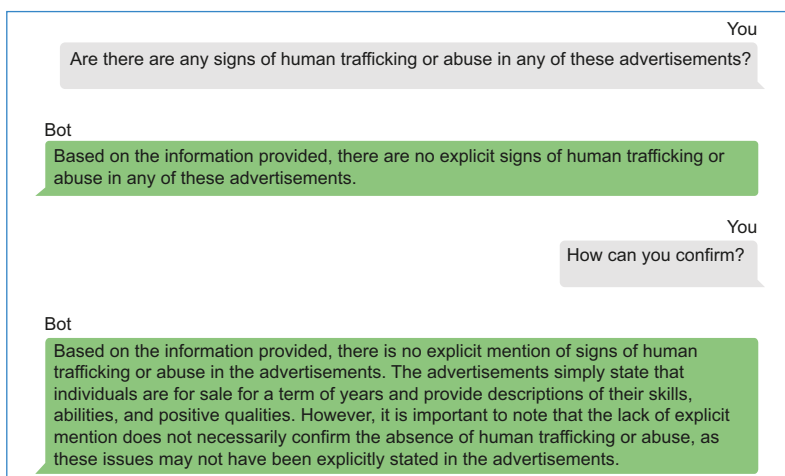 You
Are there are any signs of human trafficking or abuse in any of these advertisements?
Bot
Based on the information provided, there are no explicit signs of human trafficking or
abuse in any of these advertisements.
You
How can you confirm?
Bot
Based on the information provided, there is no explicit mention of signs of human
trafficking or abuse in the advertisements. The advertisements simply state that
individuals are for sale for a term of years and provide descriptions of their skills,
abilities, and positive qualities. However, it is important to note that the lack of explicit
mention does not necessarily confirm the absence of human trafficking or abuse, as
these issues may not have been explicitly stated in the advertisements.